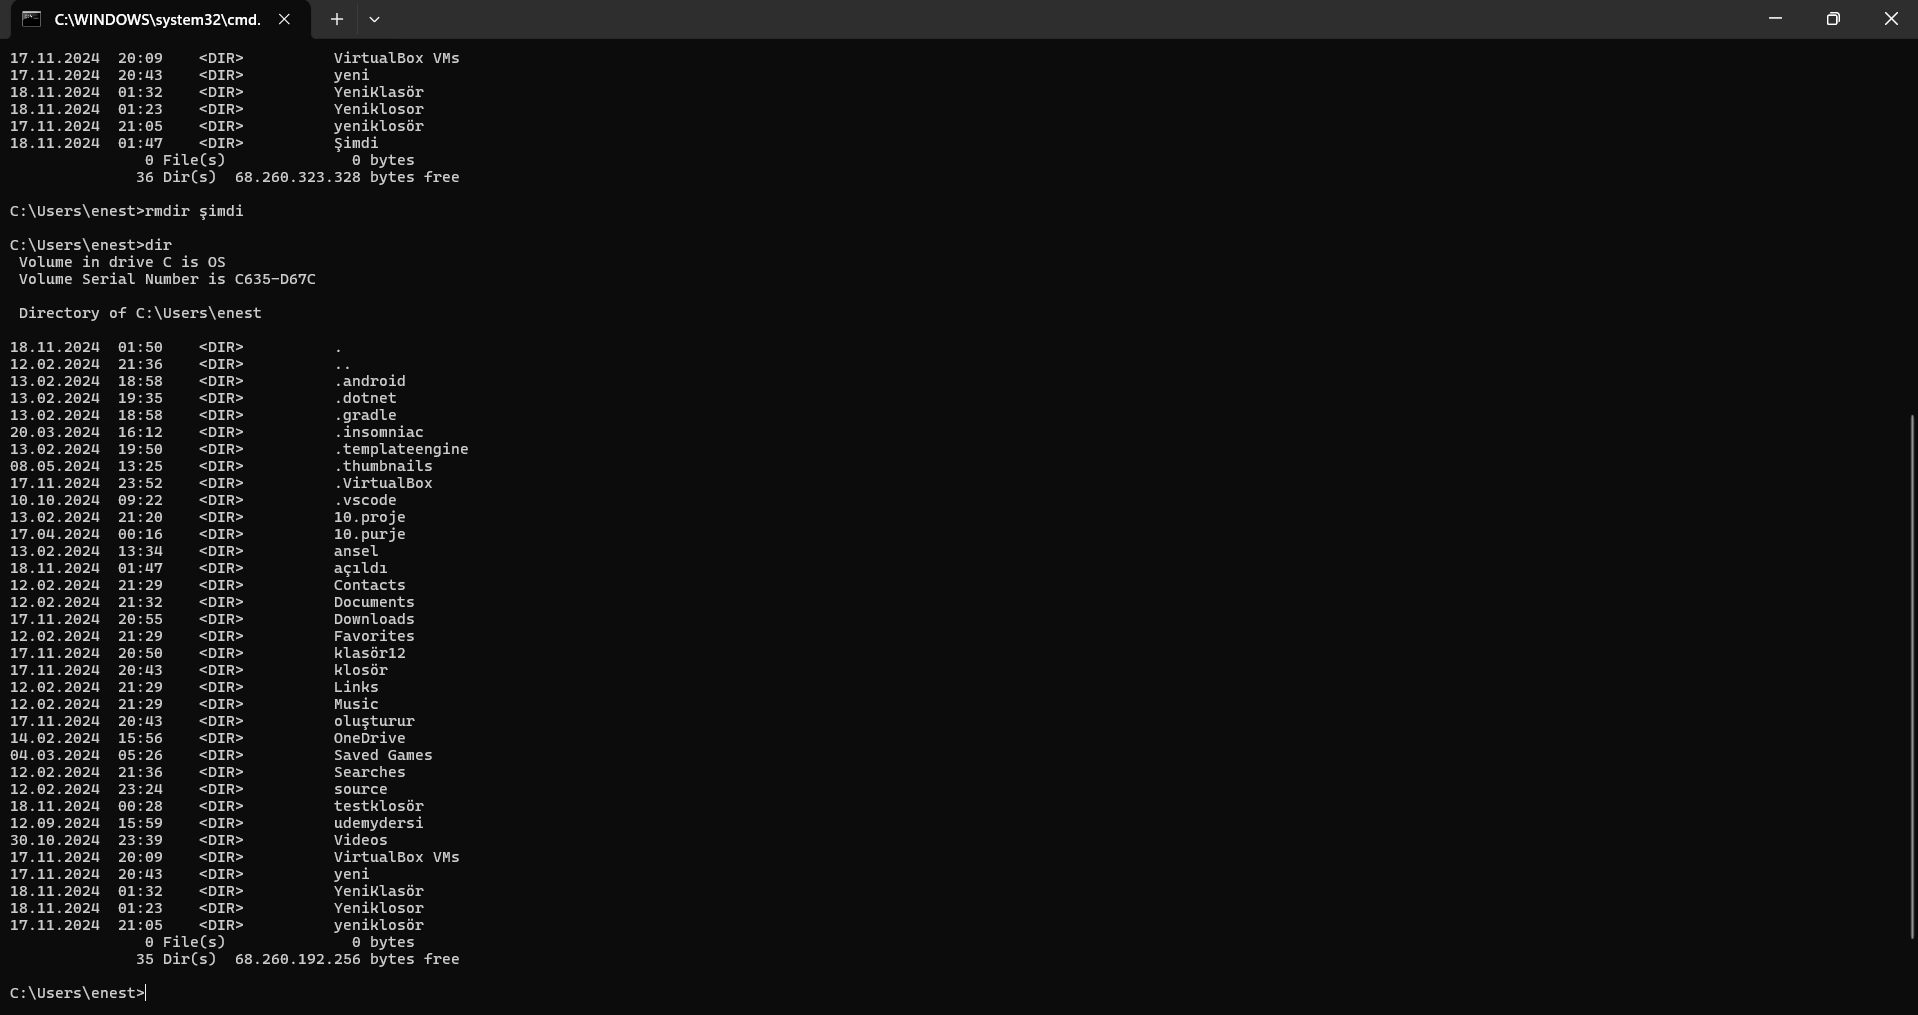 C:\WINDOWS\system32\cmd.
17.11.2024  20:09    <DIR>          VirtualBox VMs
17.11.2024  20:43    <DIR>          yeni
18.11.2024  01:32    <DIR>          YeniKlasör
18.11.2024  01:23    <DIR>          Yeniklosor
17.11.2024  21:05    <DIR>          yeniklosör
18.11.2024  01:47    <DIR>          Şimdi
               0 File(s)              0 bytes
              36 Dir(s)  68.260.323.328 bytes free
C:\Users\enest>rmdir şimdi
C:\Users\enest>dir
 Volume in drive C is OS
 Volume Serial Number is C635-D67C
 Directory of C:\Users\enest
18.11.2024  01:50    <DIR>          .
12.02.2024  21:36    <DIR>          ..
13.02.2024  18:58    <DIR>          .android
13.02.2024  19:35    <DIR>          .dotnet
13.02.2024  18:58    <DIR>          .gradle
20.03.2024  16:12    <DIR>          .insomniac
13.02.2024  19:50    <DIR>          .templateengine
08.05.2024  13:25    <DIR>          .thumbnails
17.11.2024  23:52    <DIR>          .VirtualBox
10.10.2024  09:22    <DIR>          .vscode
13.02.2024  21:20    <DIR>          10.proje
17.04.2024  00:16    <DIR>          10.purje
13.02.2024  13:34    <DIR>          ansel
18.11.2024  01:47    <DIR>          açıldı
12.02.2024  21:29    <DIR>          Contacts
12.02.2024  21:32    <DIR>          Documents
17.11.2024  20:55    <DIR>          Downloads
12.02.2024  21:29    <DIR>          Favorites
17.11.2024  20:50    <DIR>          klasör12
17.11.2024  20:43    <DIR>          klosör
12.02.2024  21:29    <DIR>          Links
12.02.2024  21:29    <DIR>          Music
17.11.2024  20:43    <DIR>          oluşturur
14.02.2024  15:56    <DIR>          OneDrive
04.03.2024  05:26    <DIR>          Saved Games
12.02.2024  21:36    <DIR>          Searches
12.02.2024  23:24    <DIR>          source
18.11.2024  00:28    <DIR>          testklosör
12.09.2024  15:59    <DIR>          udemydersi
30.10.2024  23:39    <DIR>          Videos
17.11.2024  20:09    <DIR>          VirtualBox VMs
17.11.2024  20:43    <DIR>          yeni
18.11.2024  01:32    <DIR>          YeniKlasör
18.11.2024  01:23    <DIR>          Yeniklosor
17.11.2024  21:05    <DIR>          yeniklosör
               0 File(s)              0 bytes
              35 Dir(s)  68.260.192.256 bytes free
C:\Users\enest>